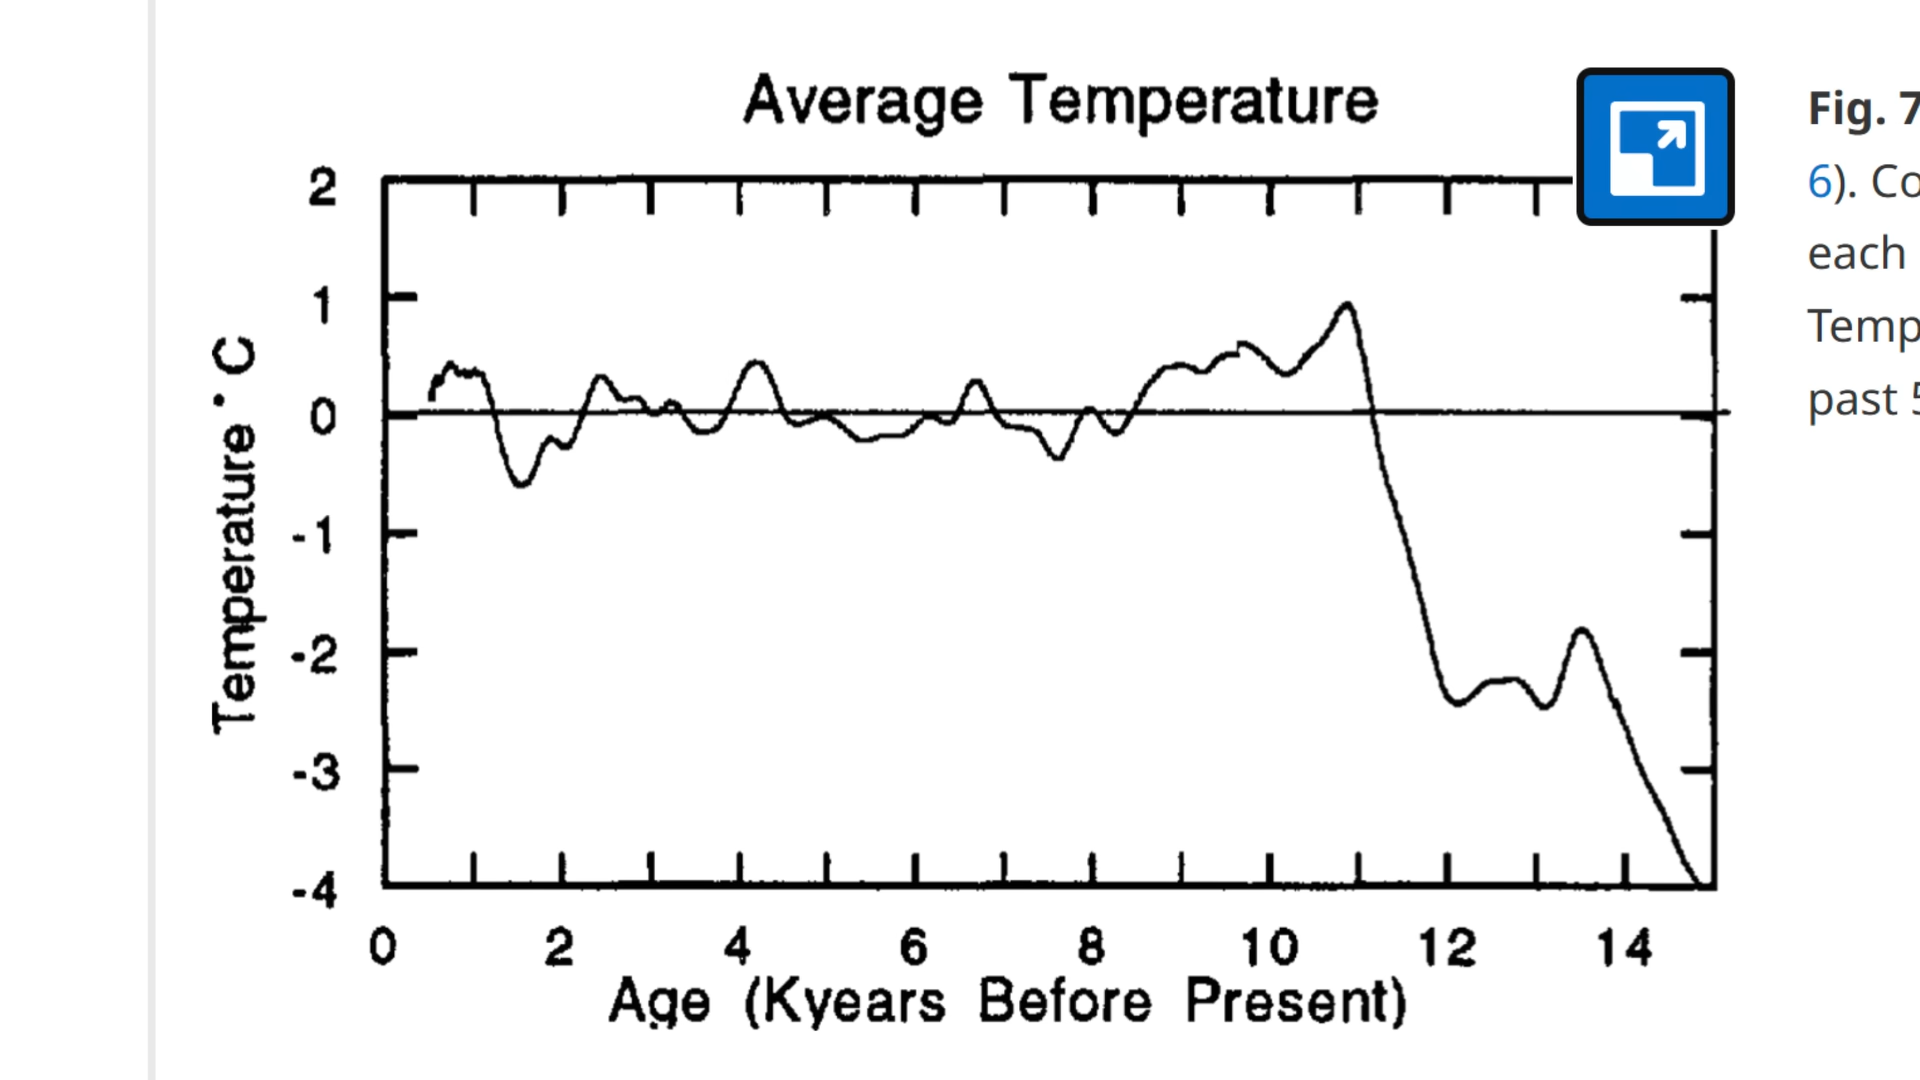 Average Temperature
2
1
0
-1
-2
-3
-4
Temperature °C
0 2 4 6 8 10 12 14
Age (Kyears Before Present)
Fig. 7
6). Co
each
Temp
past 5